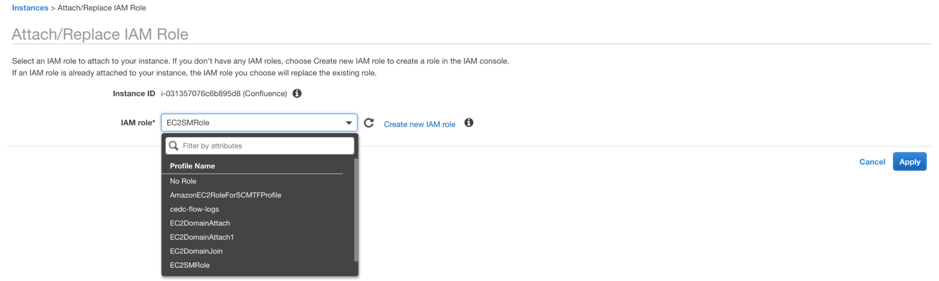 Instances > Attach/Replace IAM Role
Attach/Replace IAM Role
Select an IAM role to attach to your instance. If you don't have any IAM roles, choose Create new IAM role to create a role in the IAM console.
If an IAM role is already attached to your instance, the IAM role you choose will replace the existing role.
Instance ID i-031357076c6b895d8 (Confluence)
IAM role* EC2SMRole Create new IAM role
Filter by attributes
Profile Name
No Role
AmazonEC2RoleForSCMTFProfile
cedc-flow-logs
EC2DomainAttach
EC2DomainAttach1
EC2DomainJoin
EC2SMRole
Cancel Apply